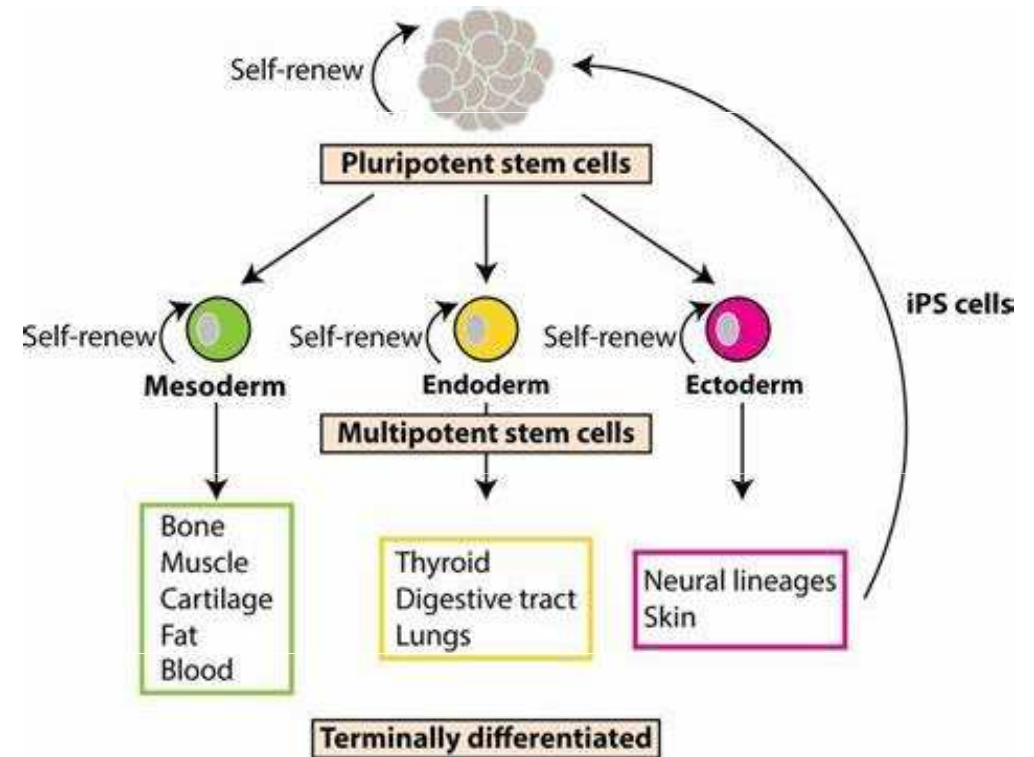 Self-renew
Pluripotent stem cells
iPS cells
Self-renew
Self-renew
Self-renew
Mesoderm
Endoderm
Ectoderm
Multipotent stem cells
Bone
Muscle
Cartilage
Fat
Blood
Thyroid
Digestive tract
Lungs
Neural lineages
Skin
Terminally differentiated